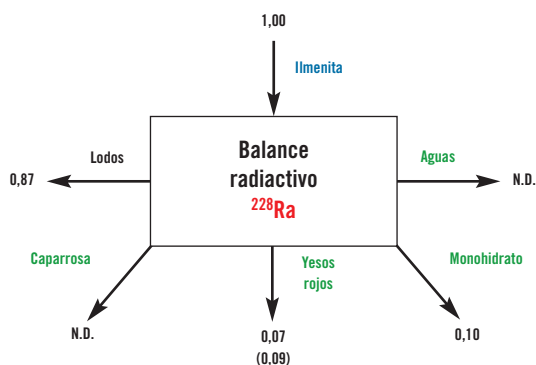 1,00
Ilmenita
Balance
radiactivo
²²⁸Ra
Lodos
0,87
Aguas
N.D.
Caparrosa
N.D.
Yesos
rojos
0,07
(0,09)
Monohidrato
0,10